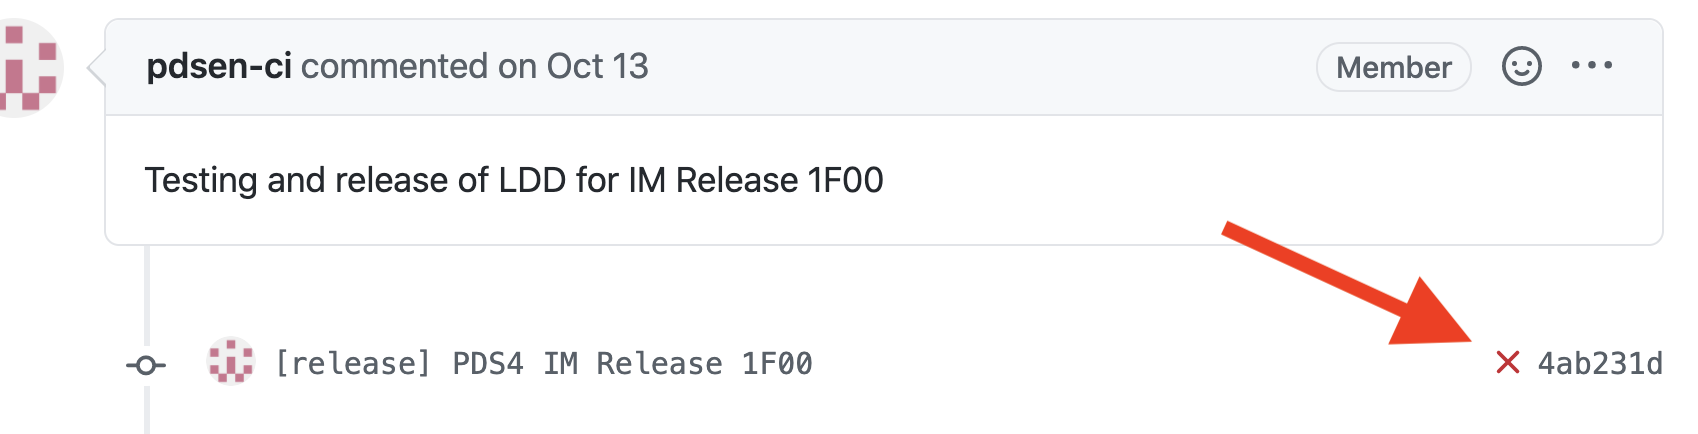 pdsen-ci commented on Oct 13 Member
Testing and release of LDD for IM Release 1F00
[release] PDS4 IM Release 1F00 4ab231d